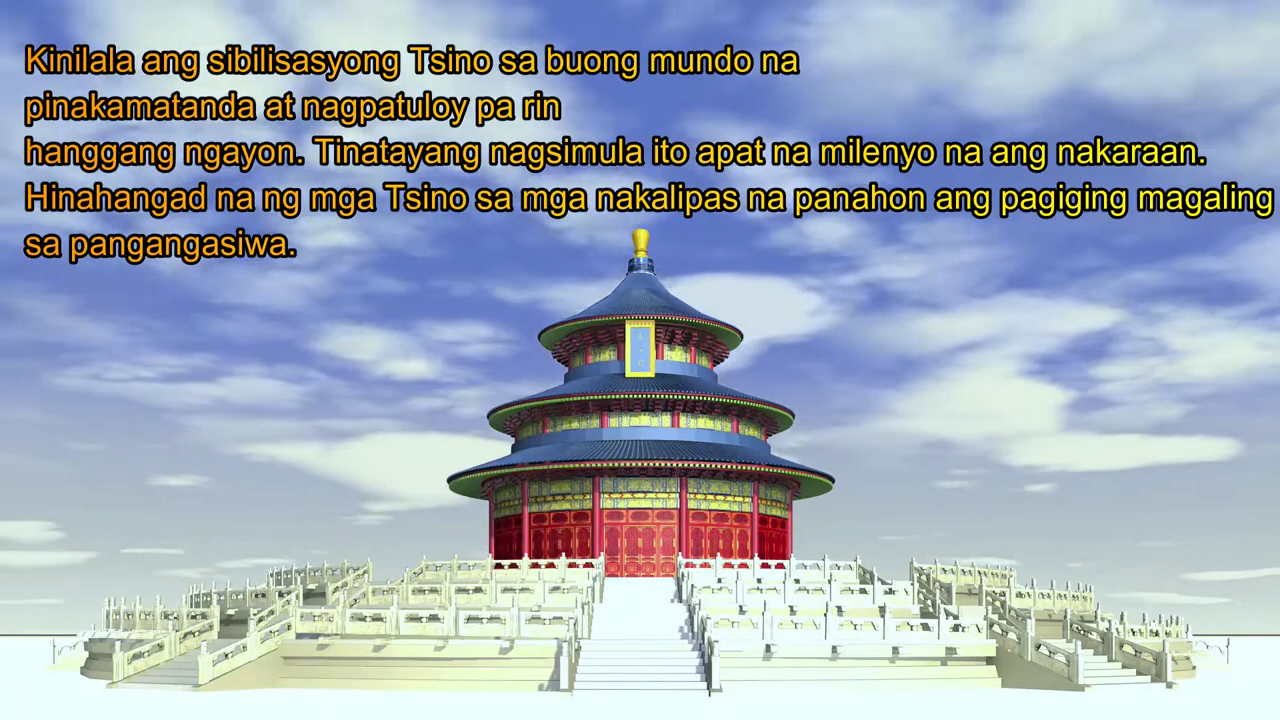 Kinilala ang sibilisasyong Tsino sa buong mundo na
pinakamatanda at nagpatuloy pa rin
hanggang ngayon. Tinatayang nagsimula ito apat na milenyo na ang nakaraan.
Hinahangad na ng mga Tsino sa mga nakalipas na panahon ang pagiging magaling
sa pangangasiwa.